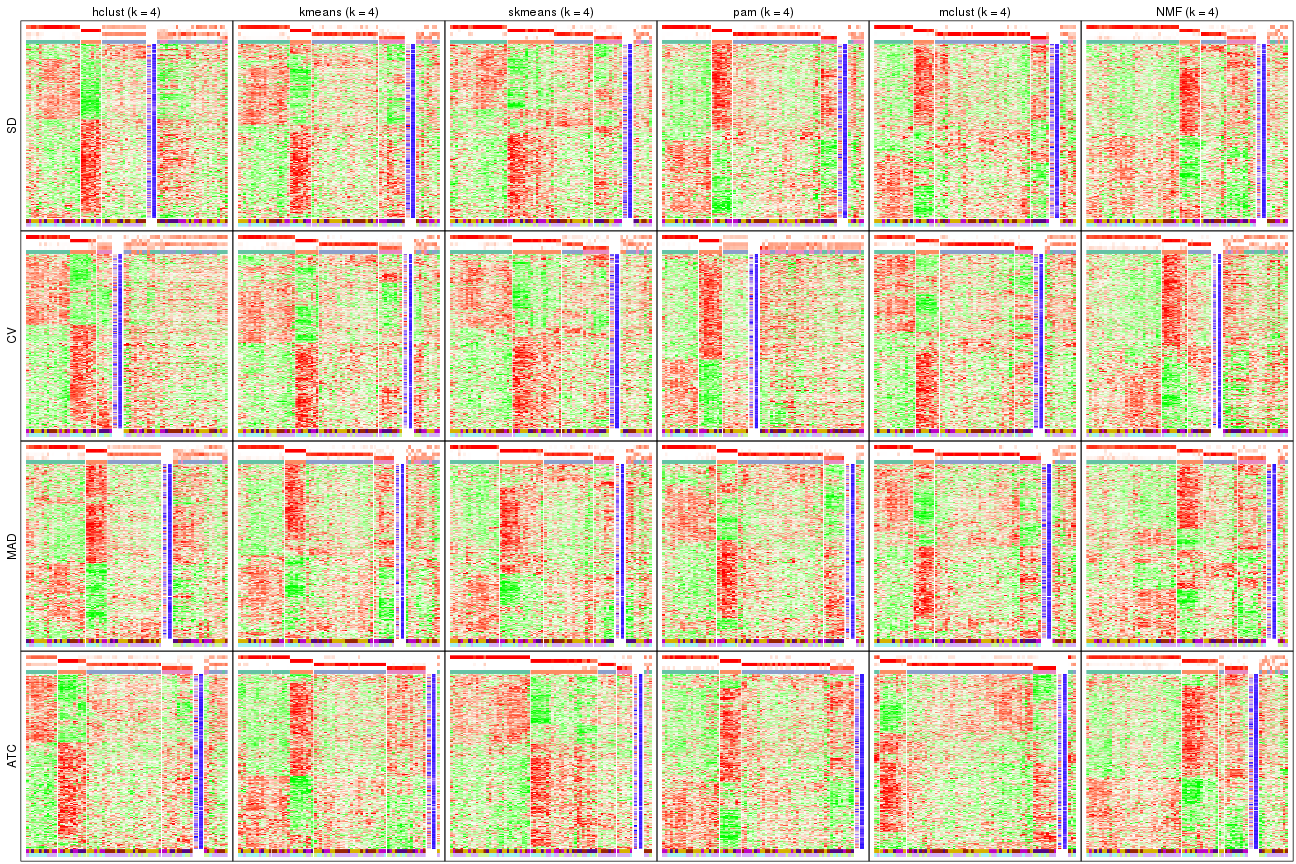 hclust (k = 4) kmeans (k = 4) skmeans (k = 4) pam (k = 4) mclust (k = 4) NMF (k = 4)
SD
CV
MAD
ATC